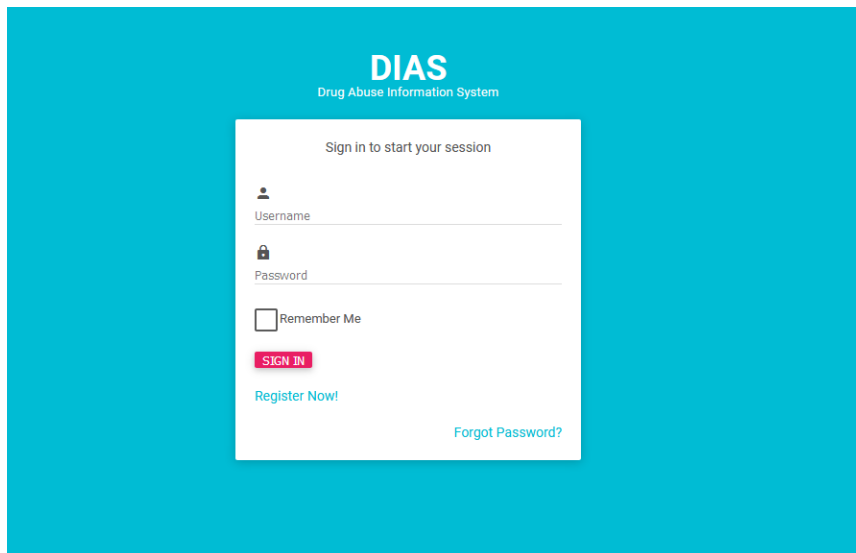 DIAS
Drug Abuse Information System
Sign in to start your session
Username
Password
Remember Me
SIGN IN
Register Now!
Forgot Password?